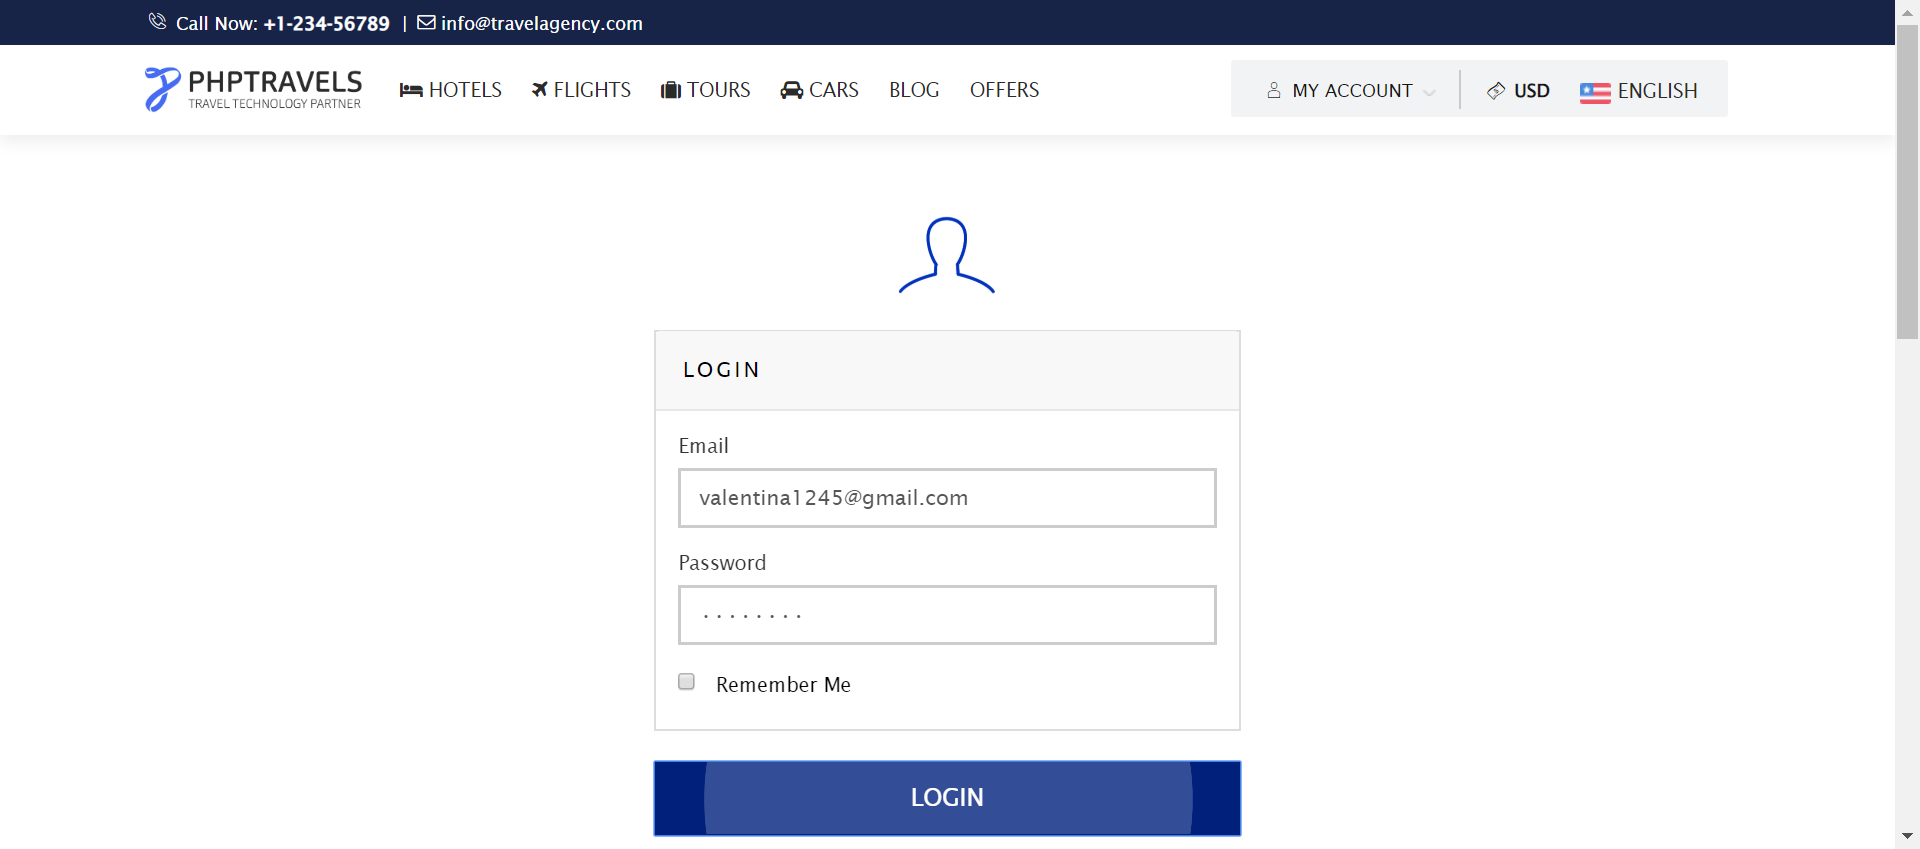 Call Now: +1-234-56789 | info@travelagency.com
PHPTRAVELS
TRAVEL TECHNOLOGY PARTNER
HOTELS FLIGHTS TOURS CARS BLOG OFFERS
MY ACCOUNT USD ENGLISH
LOGIN
Email
valentina1245@gmail.com
Password
Remember Me
LOGIN